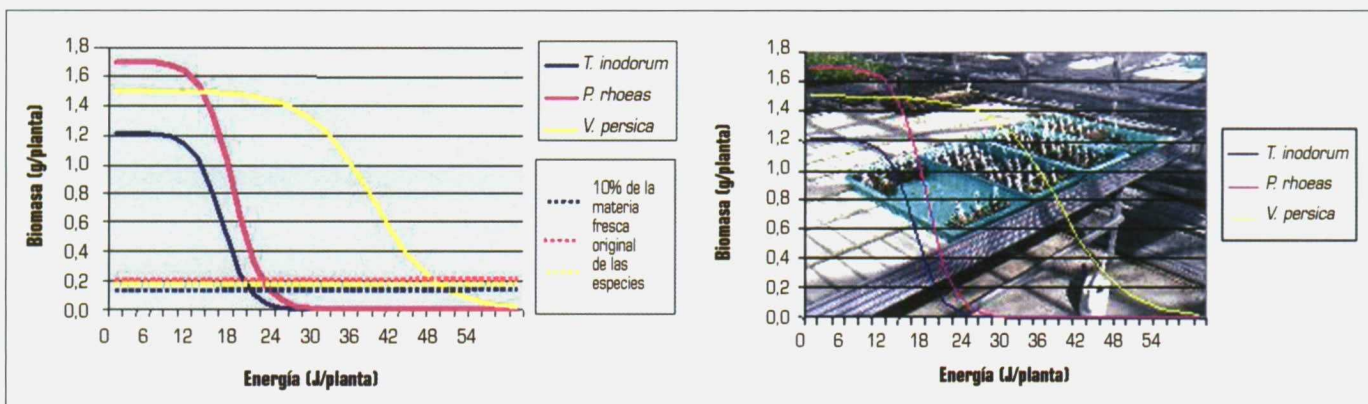 1,8
1,6
1,4
1,2
1,0
0,8
0,6
0,4
0,2
0,0
Biomasa (g/planta)
0 6 12 18 24 30 36 42 48 54
Energía (J/planta)
T. inodorum
P. rhoeas
V. persica
10% de la
materia
fresca
original
de las
especies
1,8
1,6
1,4
1,2
1,0
0,8
0,6
0,4
0,2
0,0
Biomasa (g/planta)
0 6 12 18 24 30 36 42 48 54
Energía (J/planta)
T. inodorum
P. rhoeas
V. persica